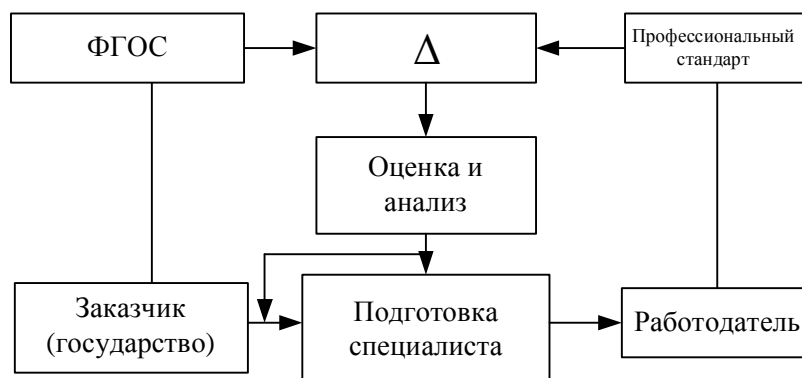 ФГОС
Δ
Профессиональный
стандарт
Оценка и
анализ
Заказчик
(государство)
Подготовка
специалиста
Работодатель